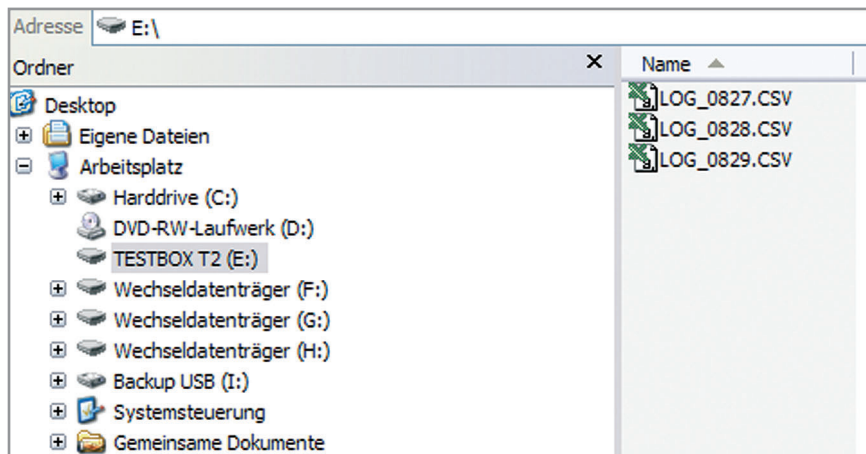 Adresse E:\
Ordner
Desktop
Eigene Dateien
Arbeitsplatz
Harddrive (C:)
DVD-RW-Laufwerk (D:)
TESTBOX T2 (E:)
Wechseldatenträger (F:)
Wechseldatenträger (G:)
Wechseldatenträger (H:)
Backup USB (I:)
Systemsteuerung
Gemeinsame Dokumente
Name
LOG_0827.CSV
LOG_0828.CSV
LOG_0829.CSV